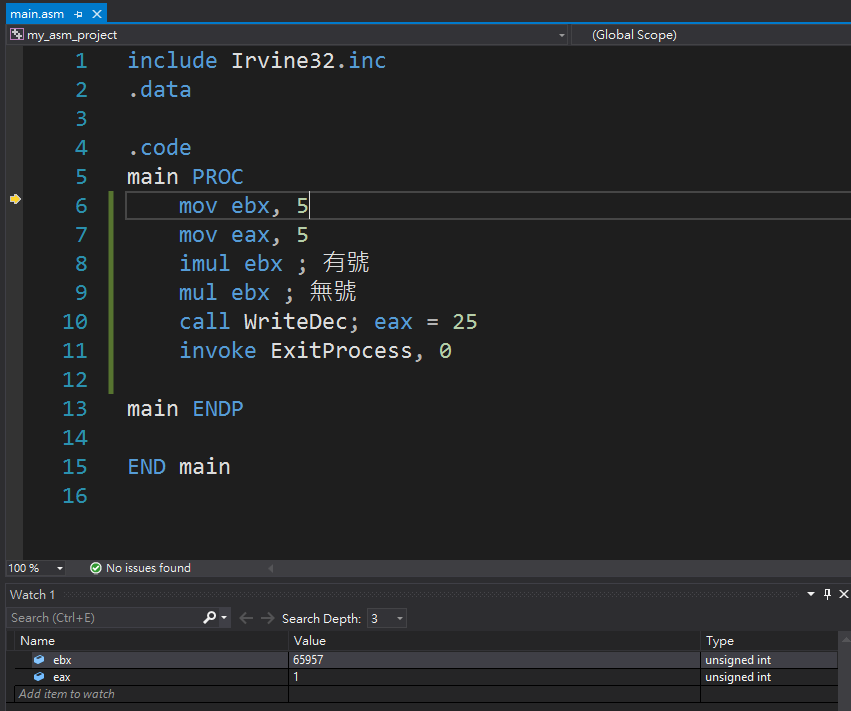 main.asm
my_asm_project (Global Scope)
1 include Irvine32.inc
2 .data
3
4 .code
5 main PROC
6 mov ebx, 5
7 mov eax, 5
8 imul ebx ; 有號
9 mul ebx ; 無號
10 call WriteDec; eax = 25
11 invoke ExitProcess, 0
12
13 main ENDP
14
15 END main
16
100 % No issues found
Watch 1
Search (Ctrl+E) Search Depth: 3
Name Value Type
ebx 65957 unsigned int
eax 1 unsigned int
Add item to watch